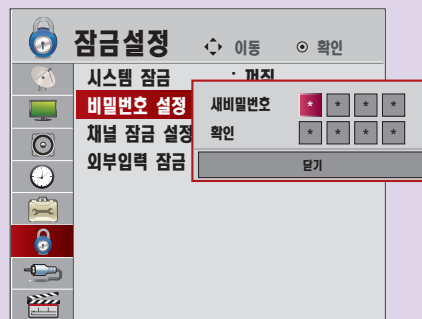 잠금설정 이동 확인
시스템 잠금 : 꺼짐
비밀번호 설정
채널 잠금 설정
외부입력 잠금
새비밀번호 * * * *
확인 * * * *
닫기